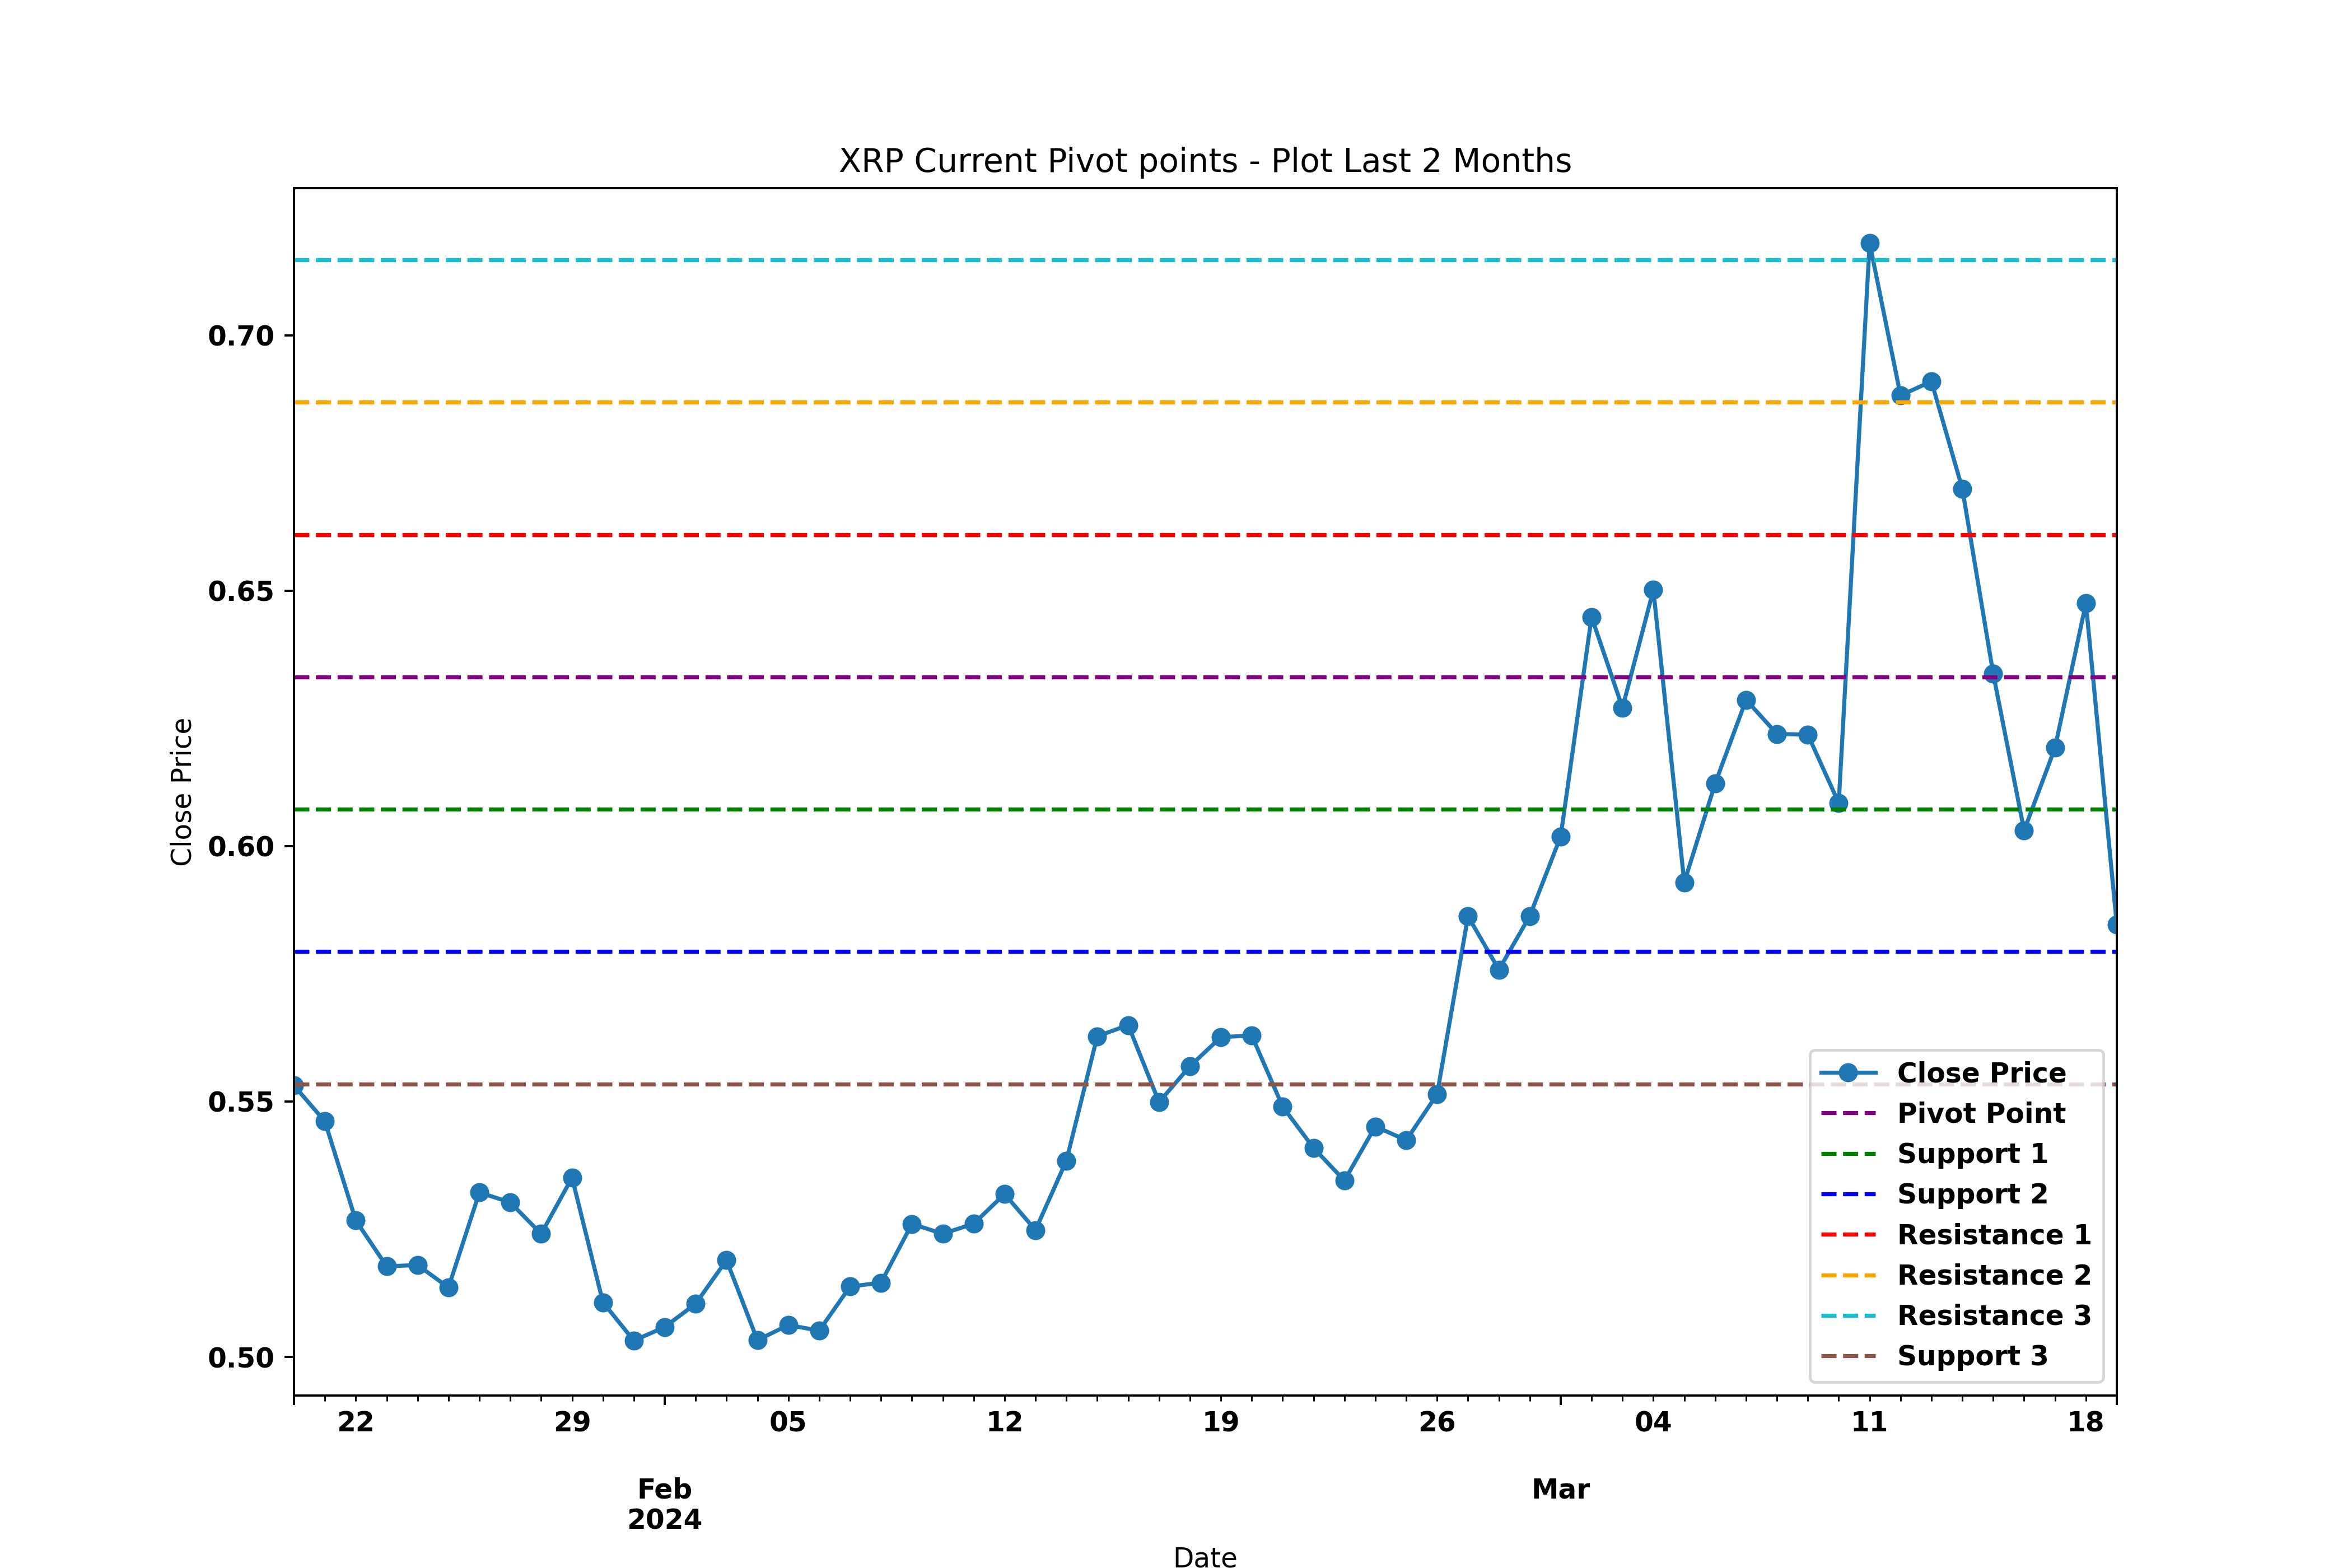 XRP Current Pivot points - Plot Last 2 Months
0.70
0.65
0.60
0.55
0.50
Close Price
Close Price
Pivot Point
Support 1
Support 2
Resistance 1
Resistance 2
Resistance 3
Support 3
22 29 05 12 19 26 04 11 18
Feb Mar
2024
Date